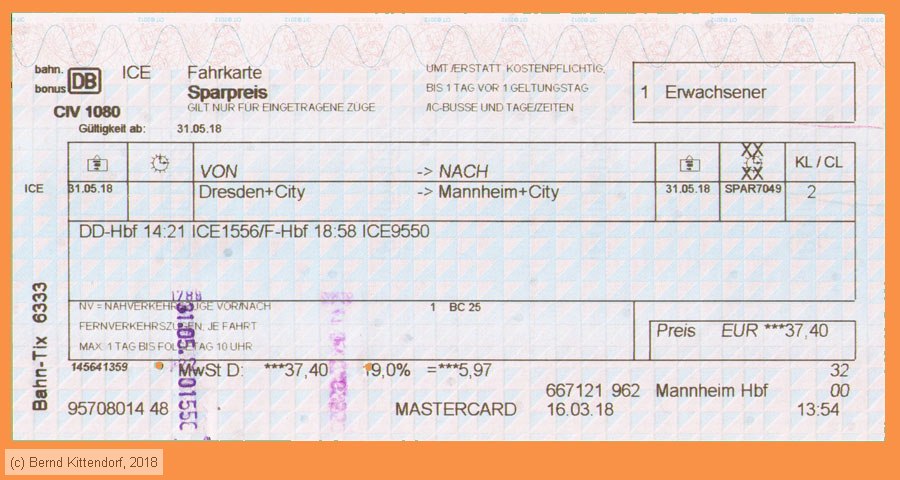 bahn.bonus DB ICE Fahrkarte UMT /ERSTATT KOSTENPFLICHTIG,
Sparpreis BIS 1 TAG VOR 1 GELTUNGSTAG 1 Erwachsener
CIV 1080 GILT NUR FÜR EINGETRAGENE ZÜGE /IC-BUSSE UND TAGE/ZEITEN
Gültigkeit ab: 31.05.18
VON -> NACH XX XX KL / CL
ICE 31.05.18 Dresden+City -> Mannheim+City 31.05.18 SPAR7049 2
DD-Hbf 14:21 ICE1556/F-Hbf 18:58 ICE9550
NV = NAHVERKEHRSZÜGE VOR/NACH 1 BC 25
FERNVERKEHRSZÜGEN, JE FAHRT Preis EUR ***37,40
MAX. 1 TAG BIS FOLGETAG 10 UHR
Bahn-Tix 6333
145641359 MwSt D: ***37,40 19,0% =***5,97 32
667121 962 Mannheim Hbf 00
95708014 48 MASTERCARD 16.03.18 13:54
(c) Bernd Kittendorf, 2018